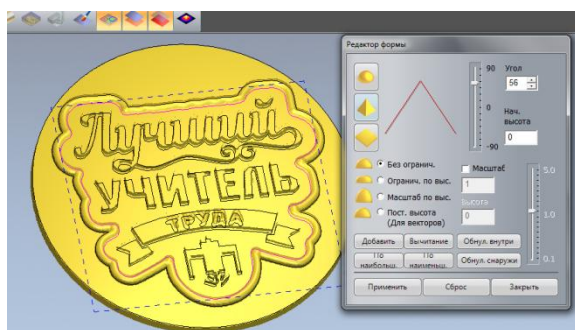 Редактор формы
90 Угол
56
0 Нач. высота
0
-90
Без огранич.
Масштаб
5.0
Огранич. по выс.
1
Масштаб по выс.
Высота
1.0
Пост. высота
0
(Для векторов)
Добавить Вычитание Обнул. внутри
По наибольш. По наименьш. Обнул. снаружи
0.1
Применить Сброс Закрыть
Лучший
УЧИТЕЛЬ
ТРУДА